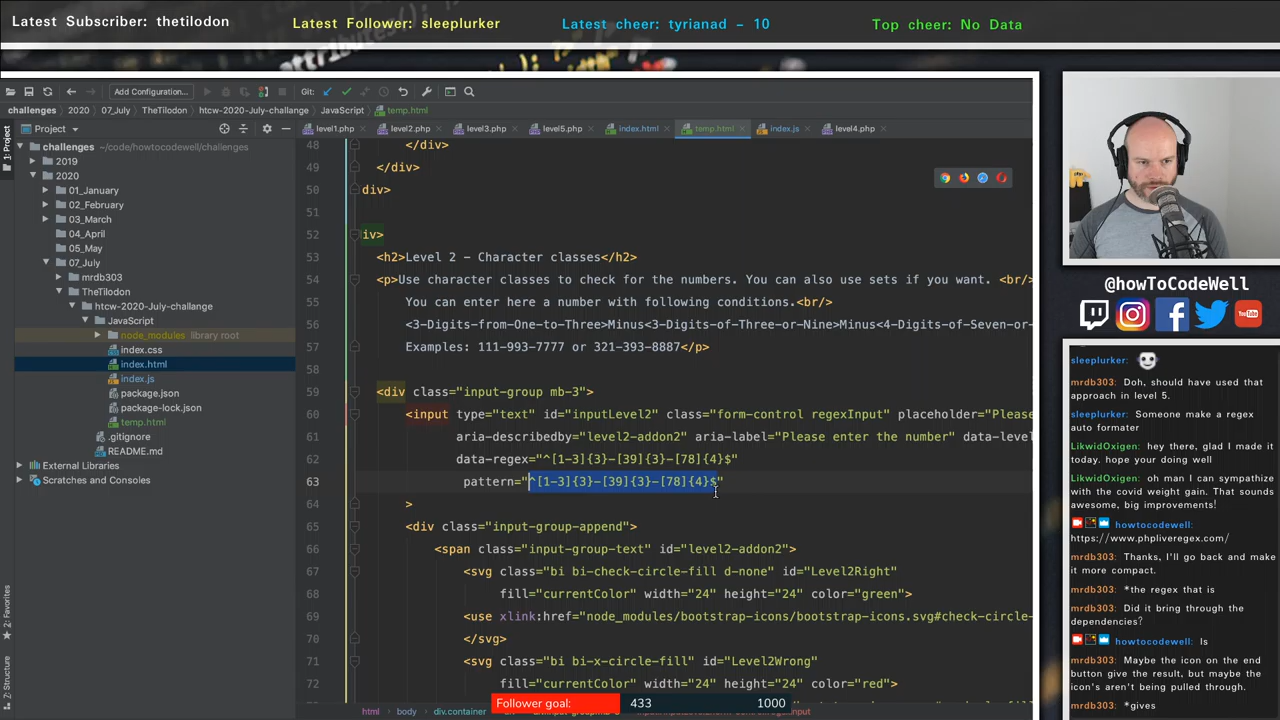 Latest Subscriber: thetilodon
Latest Follower: sleeplurker
Latest cheer: tyrianad - 10
Top cheer: No Data
Add Configuration...
Git:
challenges
2020
07_July
TheTilodon
htcw-2020-July-challange
JavaScript
temp.html
1: Project
Project
level1.php
level2.php
level3.php
level5.php
index.html
temp.html
index.js
level4.php
challenges ~/code/howtocodewell/challenges
2019
2020
01_January
02_February
03_March
04_April
05_May
07_July
mrdb303
TheTilodon
htcw-2020-July-challange
JavaScript
node_modules library root
index.css
index.html
index.js
package.json
package-lock.json
temp.html
.gitignore
README.md
External Libraries
Scratches and Consoles
2: Favorites
Z: Structure
48 </div>
49 </div>
50 div>
51
52 iv>
53 <h2>Level 2 - Character classes</h2>
54 <p>Use character classes to check for the numbers. You can also use sets if you want. <br/>
55 You can enter here a number with following conditions.<br/>
56 <3-Digits-from-One-to-Three>Minus<3-Digits-of-Three-or-Nine>Minus<4-Digits-of-Seven-or-
57 Examples: 111-993-7777 or 321-393-8887</p>
58
59 <div class="input-group mb-3">
60 <input type="text" id="inputLevel2" class="form-control regexInput" placeholder="Please
61 aria-describedby="level2-addon2" aria-label="Please enter the number" data-level
62 data-regex="^[1-3]{3}-[39]{3}-[78]{4}$"
63 pattern="^[1-3]{3}-[39]{3}-[78]{4}$"
64 >
65 <div class="input-group-append">
66 <span class="input-group-text" id="level2-addon2">
67 <svg class="bi bi-check-circle-fill d-none" id="Level2Right"
68 fill="currentColor" width="24" height="24" color="green">
69 <use xlink:href="node_modules/bootstrap-icons/bootstrap-icons.svg#check-circle-
70 </svg>
71 <svg class="bi bi-x-circle-fill" id="Level2Wrong"
72 fill="currentColor" width="24" height="24" color="red">
html
body
div.container
Follower goal: 433 1000
@howToCodeWell
You Tube
sleeplurker:
mrdb303: Doh, should have used that
approach in level 5.
sleeplurker: Someone make a regex
auto formater
LikwidOxigen: hey there, glad I made it
today. hope your doing well
LikwidOxigen: oh man I can sympathize
with the covid weight gain. That sounds
awesome, big improvements!
howtocodewell:
https://www.phpliveregex.com/
mrdb303: Thanks, I'll go back and make
it more compact.
mrdb303: *the regex that is
mrdb303: Did it bring through the
dependencies?
howtocodewell: ls
mrdb303: Maybe the icon on the end
button give the result, but maybe the
icon's aren't being pulled through.
mrdb303: *gives